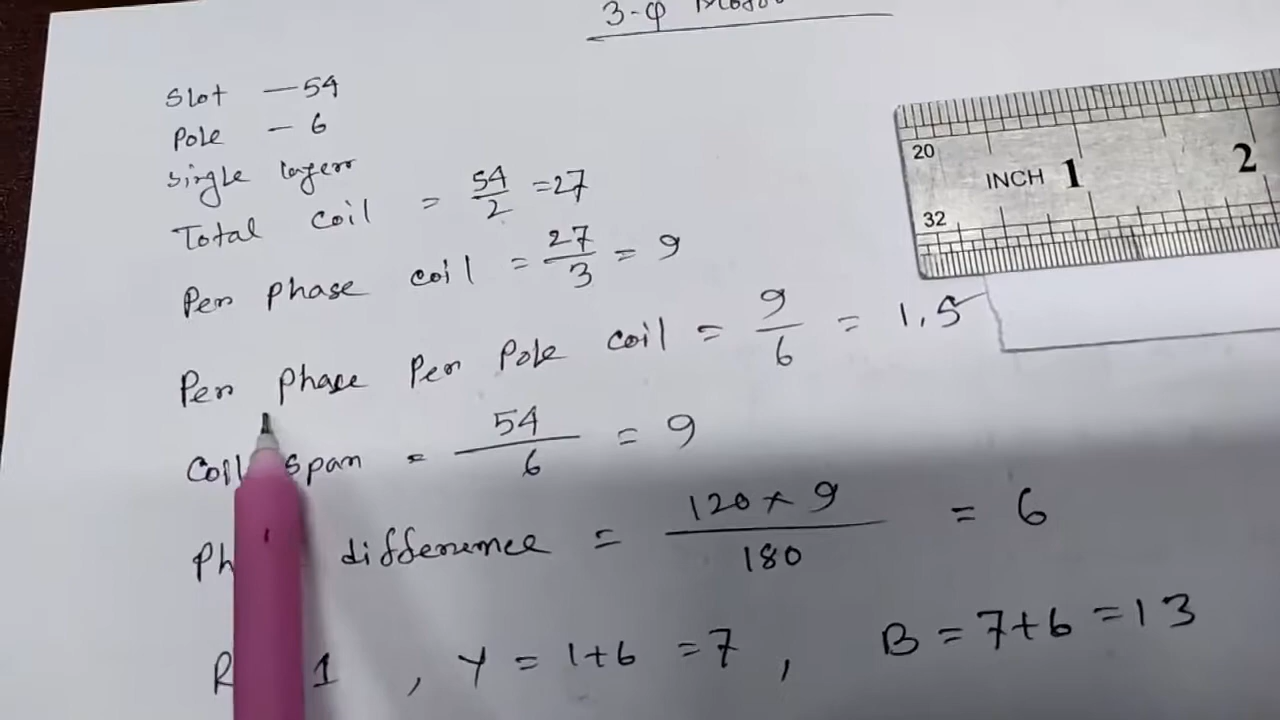 3-φ
Slot — 54
Pole — 6
Single layerr
Total coil = 54/2 = 27
Per phase coil = 27/3 = 9
Per phase Per Pole coil = 9/6 = 1.5
Coil span = 54/6 = 9
difference = 120 × 9/180 = 6
1, Y = 1+6 = 7, B = 7+6 = 13
20
INCH 1 2
32